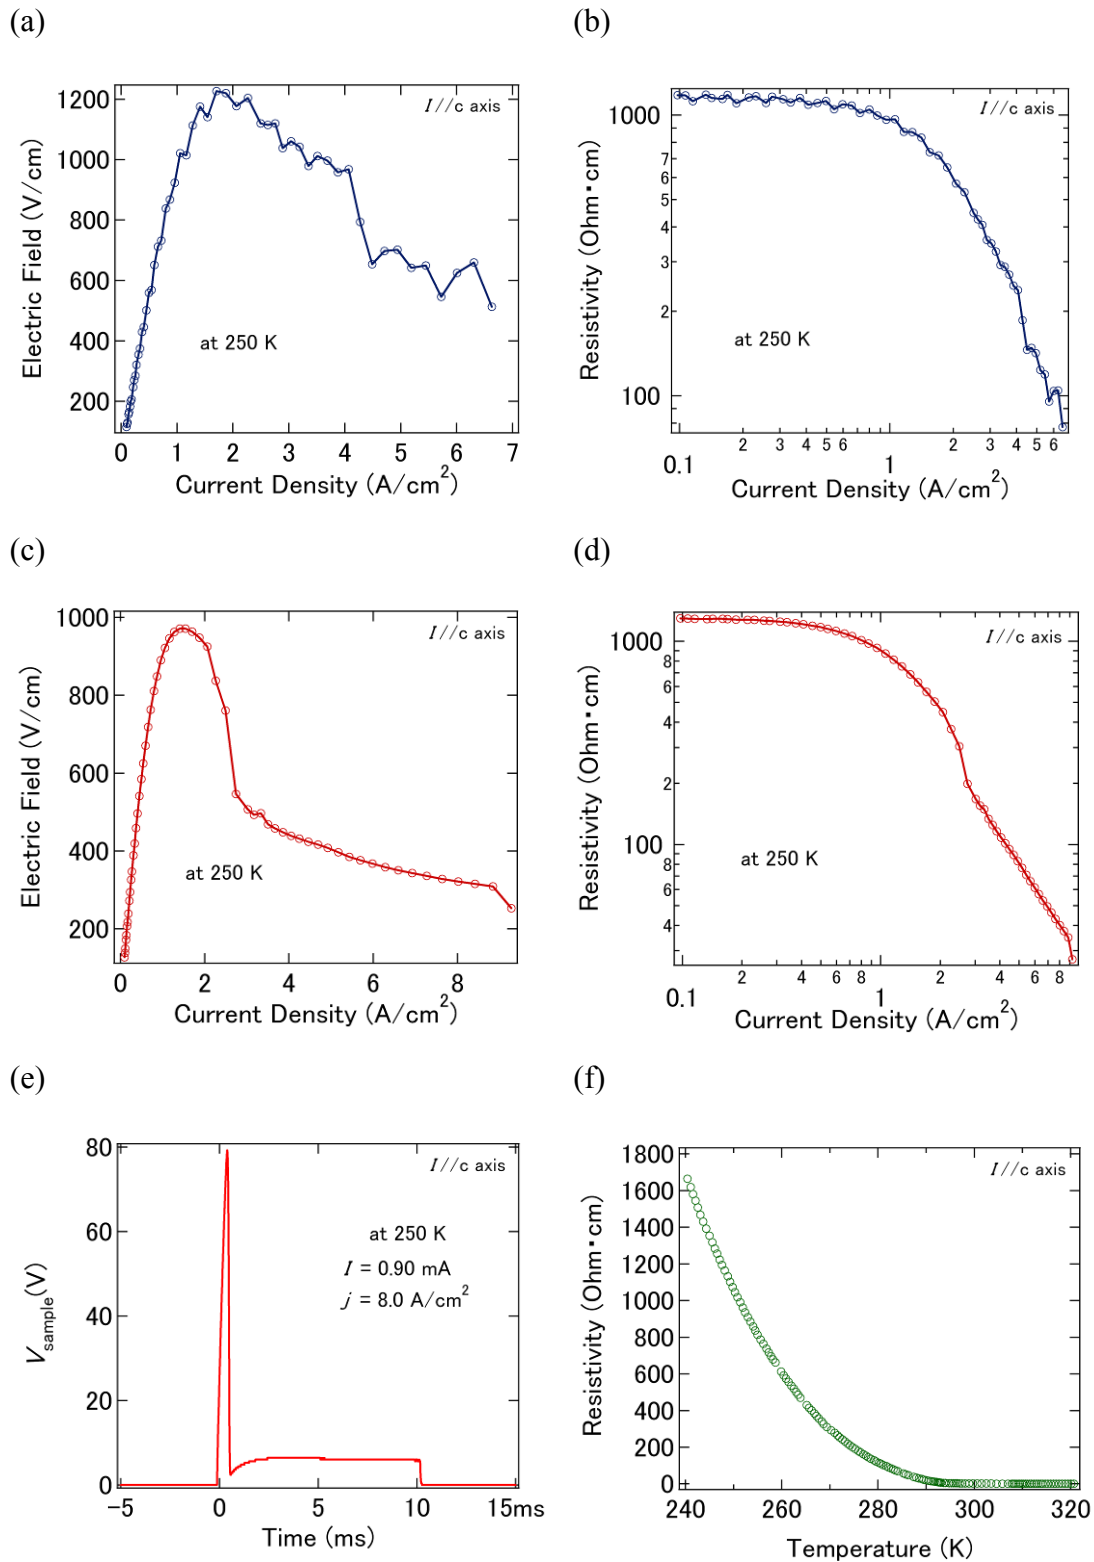 (a)
I//c axis
Electric Field (V/cm)
1200
1000
800
600
400
200
at 250 K
0 1 2 3 4 5 6 7
Current Density (A/cm²)
(b)
I//c axis
Resistivity (Ohm・cm)
1000
7
6
5
4
3
2
100
at 250 K
2 3 4 5 6 2 3 4 5 6
0.1 1
Current Density (A/cm²)
(c)
I//c axis
Electric Field (V/cm)
1000
800
600
400
200
at 250 K
0 2 4 6 8
Current Density (A/cm²)
(d)
I//c axis
Resistivity (Ohm・cm)
1000
8
6
4
2
100
8
6
4
at 250 K
2 4 6 8 2 4 6 8
0.1 1
Current Density (A/cm²)
(e)
I//c axis
Vsample(V)
80
60
40
20
0
at 250 K
I = 0.90 mA
j = 8.0 A/cm²
-5 0 5 10 15ms
Time (ms)
(f)
I//c axis
Resistivity (Ohm・cm)
1800
1600
1400
1200
1000
800
600
400
200
0
240 260 280 300 320
Temperature (K)